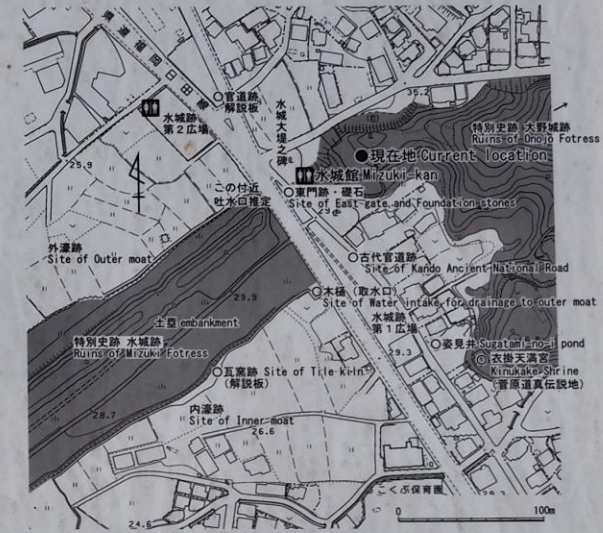 県道福岡日田線
官道跡
解説板
水城跡
第2広場
水城大堤之碑
35.2
特別史跡 大野城跡
Ruins of Onojo Fotress
現在地 Current location
水城館 Mizuki-kan
東門跡・礎石
Site of East gate and Foundation stones
25.9
この付近
吐水口推定
外濠跡
Site of Outer moat
古代官道跡
Site of Kando Ancient National Road
29.9
木樋(取水口)
Site of Water intake for drainage to outer moat
土塁 embankment
水城跡
第1広場
特別史跡 水城跡
Ruins of Mizuki Fotress
29.3
姿見井 Sugatami-no-i pond
衣掛天満宮
Kinukake Shrine
(菅原道真伝説地)
瓦窯跡 Site of Tile kiln
(解説板)
28.7
内濠跡
Site of Inner moat
26.6
こくぶ保育園
24.6
0 100m